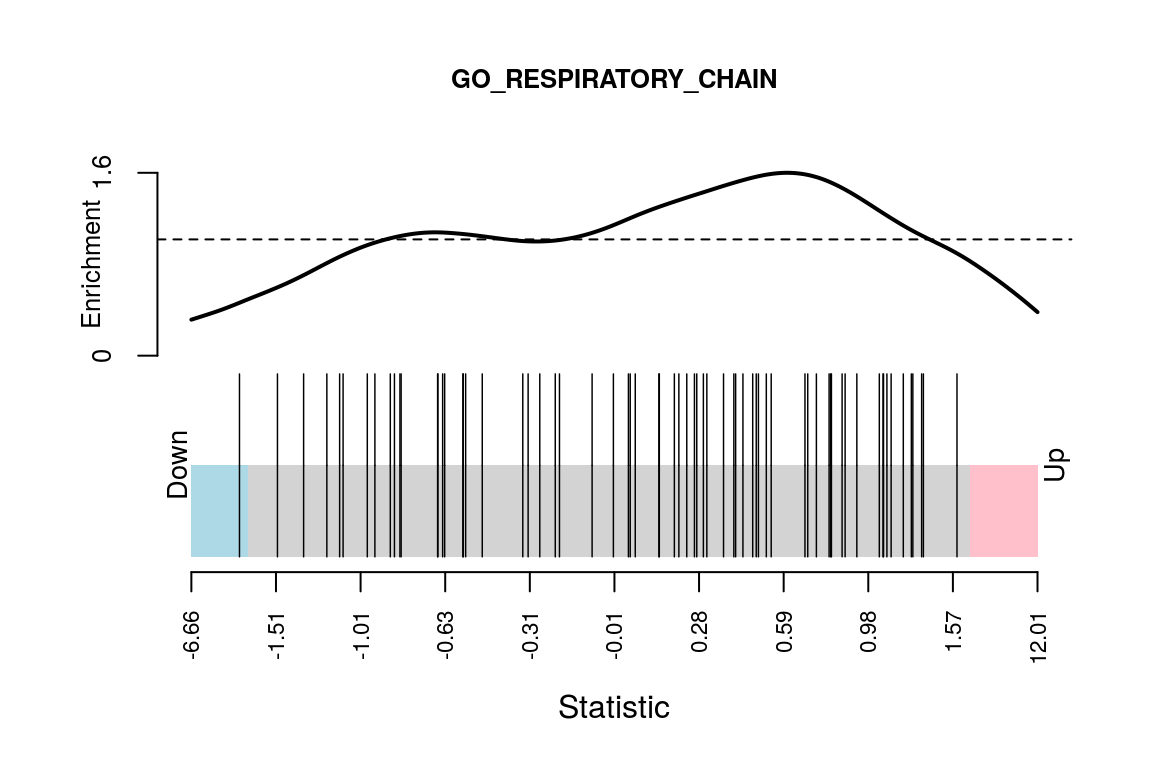 GO_RESPIRATORY_CHAIN
Enrichment
1.6
0
Down
Up
-6.66
-1.51
-1.01
-0.63
-0.31
-0.01
0.28
0.59
0.98
1.57
12.01
Statistic